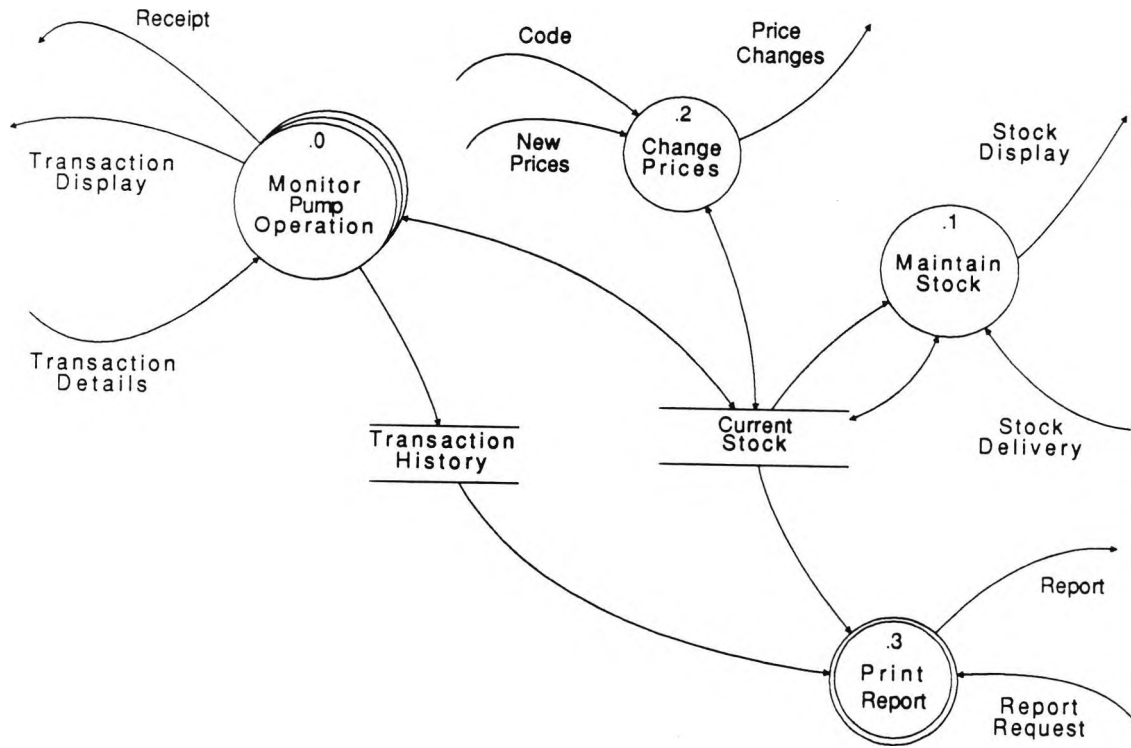 Receipt
Code
Price
Changes
.0
Monitor
Pump
Operation
Transaction
Display
New
Prices
.2
Change
Prices
Stock
Display
.1
Maintain
Stock
Transaction
Details
Transaction
History
Current
Stock
Stock
Delivery
Report
.3
Print
Report
Report
Request